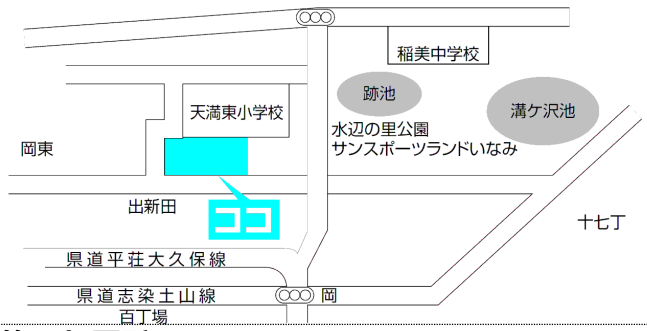 稲美中学校
跡池
溝ケ沢池
天満東小学校
水辺の里公園
サンスポーツランドいなみ
岡東
出新田
ココ
十七丁
県道平荘大久保線
県道志染土山線
岡
百丁場